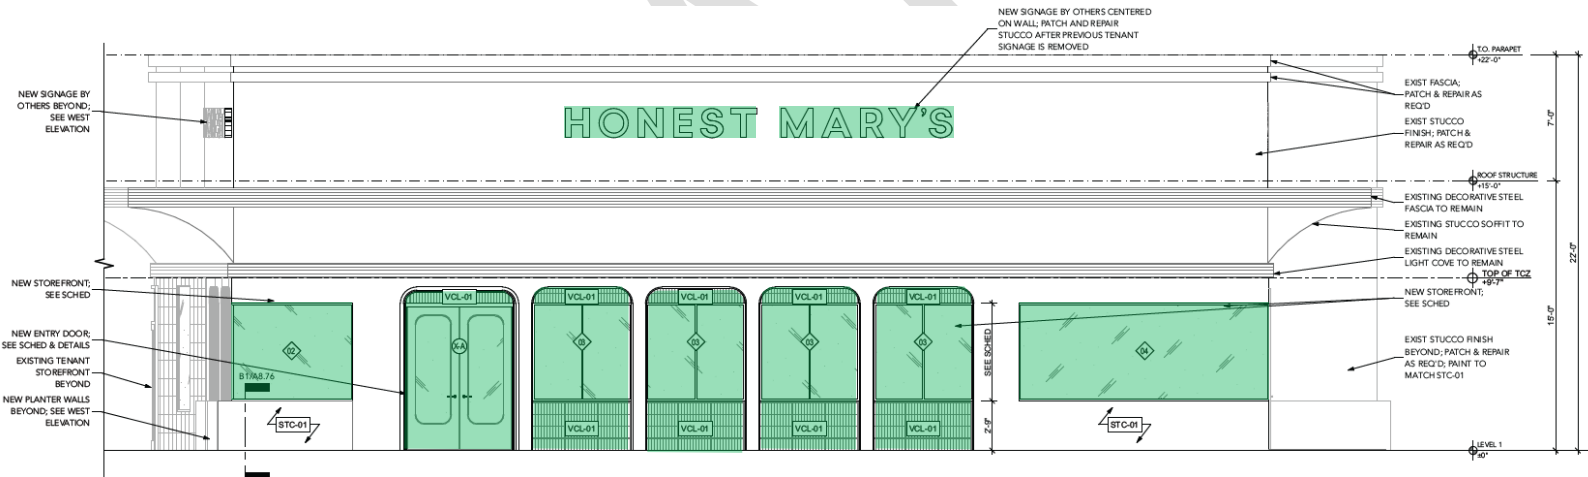 NEW SIGNAGE BY OTHERS CENTERED
ON WALL; PATCH AND REPAIR
STUCCO AFTER PREVIOUS TENANT
SIGNAGE IS REMOVED
T.O. PARAPET
+22'-0"
NEW SIGNAGE BY
OTHERS BEYOND;
SEE WEST
ELEVATION
HONEST MARY'S
EXIST FASCIA;
PATCH & REPAIR AS
REQ'D
EXIST STUCCO
FINISH; PATCH &
REPAIR AS REQ'D
7'-0"
ROOF STRUCTURE
+15'-0"
EXISTING DECORATIVE STEEL
FASCIA TO REMAIN
EXISTING STUCCO SOFFIT TO
REMAIN
EXISTING DECORATIVE STEEL
LIGHT COVE TO REMAIN
22'-0"
TOP OF TCZ
+9'-7"
NEW STOREFRONT;
SEE SCHED
NEW STOREFRONT;
SEE SCHED
VCL-01
VCL-01
VCL-01
VCL-01
VCL-01
15'-0"
NEW ENTRY DOOR;
SEE SCHED & DETAILS
EXISTING TENANT
STOREFRONT
BEYOND
NEW PLANTER WALLS
BEYOND; SEE WEST
ELEVATION
02
X-A
03
03
03
03
04
SEE SCHED
B1/A8.76
EXIST STUCCO FINISH
BEYOND; PATCH & REPAIR
AS REQ'D; PAINT TO
MATCH STC-01
STC-01
VCL-01
VCL-01
VCL-01
VCL-01
2'-9"
STC-01
LEVEL 1
±0"